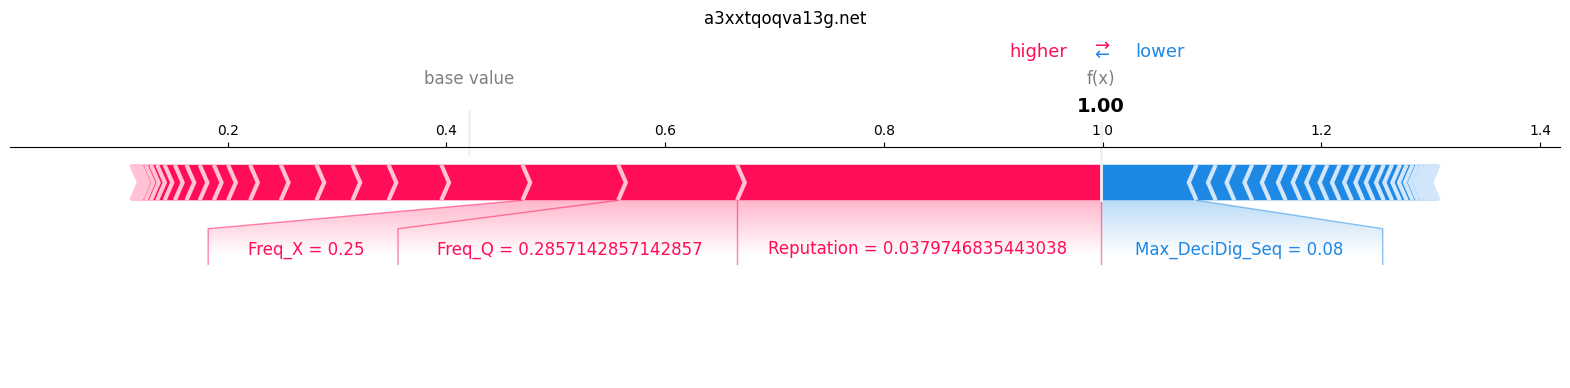 a3xxtqoqva13g.net
higher ⇄ lower
base value f(x)
1.00
0.2 0.4 0.6 0.8 1.0 1.2 1.4
Freq_X = 0.25 Freq_Q = 0.2857142857142857 Reputation = 0.0379746835443038 Max_DeciDig_Seq = 0.08